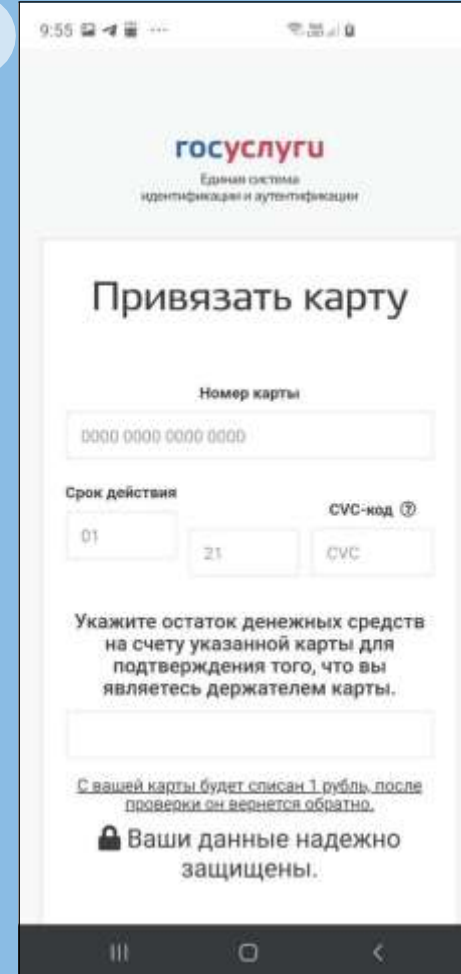 9:55
госуслуги
Единая система
идентификации и аутентификации
Привязать карту
Номер карты
0000 0000 0000 0000
Срок действия
CVC-код
01
21
CVC
Укажите остаток денежных средств
на счету указанной карты для
подтверждения того, что вы
являетесь держателем карты.
С вашей карты будет списан 1 рубль, после
проверки он вернется обратно.
Ваши данные надежно
защищены.